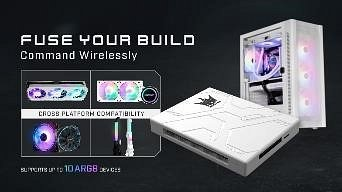 FUSE YOUR BUILD
Command Wirelessly
CROSS PLATFORM COMPATIBILITY
SUPPORTS UP TO 10 ARGB DEVICES